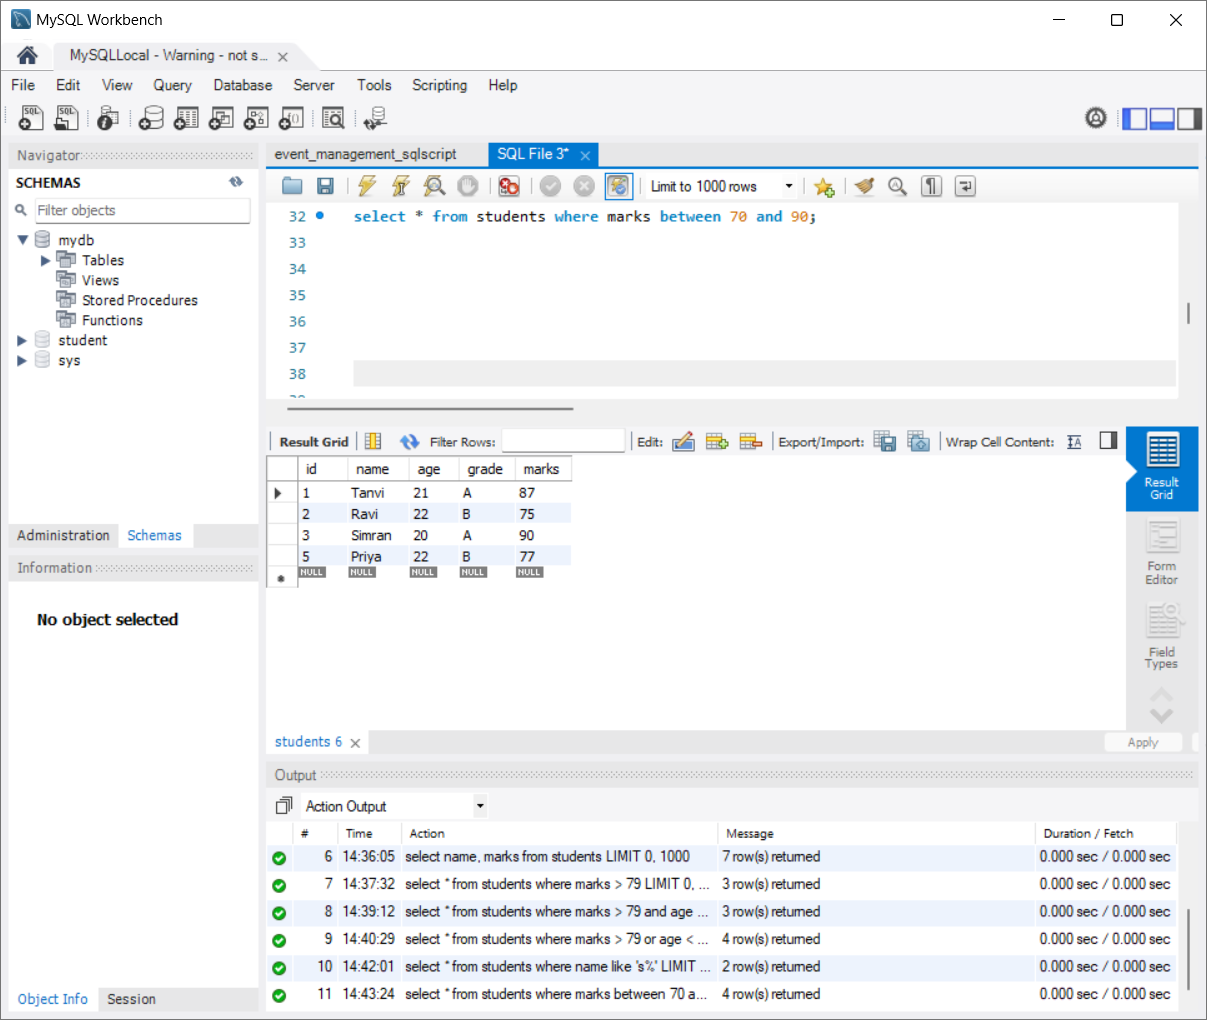 MySQL Workbench
MySQLLocal - Warning - not s...
File Edit View Query Database Server Tools Scripting Help
Navigator
SCHEMAS
Filter objects
mydb
Tables
Views
Stored Procedures
Functions
student
sys
Administration Schemas
Information
No object selected
Object Info Session
event_management_sqlscript SQL File 3*
Limit to 1000 rows
32 select * from students where marks between 70 and 90;
33
34
35
36
37
38
Result Grid Filter Rows: Edit: Export/Import: Wrap Cell Content:
id name age grade marks
1 Tanvi 21 A 87
2 Ravi 22 B 75
3 Simran 20 A 90
5 Priya 22 B 77
NULL NULL NULL NULL NULL
Result
Grid
Form
Editor
Field
Types
students 6
Apply
Output
Action Output
# Time Action Message Duration / Fetch
6 14:36:05 select name, marks from students LIMIT 0, 1000 7 row(s) returned 0.000 sec / 0.000 sec
7 14:37:32 select * from students where marks > 79 LIMIT 0, ... 3 row(s) returned 0.000 sec / 0.000 sec
8 14:39:12 select * from students where marks > 79 and age ... 3 row(s) returned 0.000 sec / 0.000 sec
9 14:40:29 select * from students where marks > 79 or age < ... 4 row(s) returned 0.000 sec / 0.000 sec
10 14:42:01 select * from students where name like 's%' LIMIT ... 2 row(s) returned 0.000 sec / 0.000 sec
11 14:43:24 select * from students where marks between 70 a... 4 row(s) returned 0.000 sec / 0.000 sec